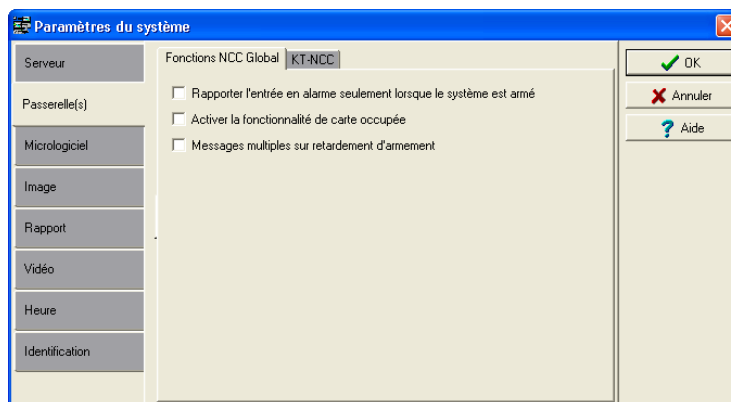 Paramètres du système
Serveur
Passerelle(s)
Micrologiciel
Image
Rapport
Vidéo
Heure
Identification
Fonctions NCC Global
KT-NCC
Rapporter l'entrée en alarme seulement lorsque le système est armé
Activer la fonctionnalité de carte occupée
Messages multiples sur retardement d'armement
OK
Annuler
Aide